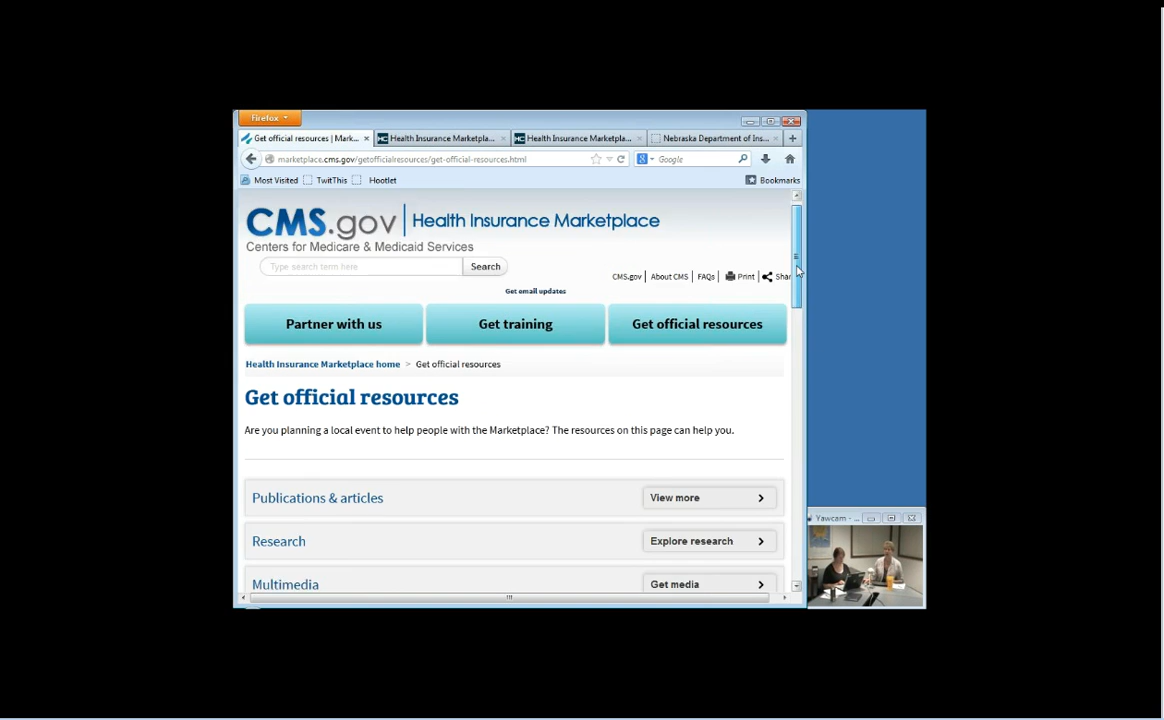 Firefox
Get official resources | Mark...
Health Insurance Marketpla...
Health Insurance Marketpla...
Nebraska Department of Ins...
marketplace.cms.gov/getofficialresources/get-official-resources.html
Google
Most Visited
TwitThis
Hootlet
Bookmarks
CMS.gov | Health Insurance Marketplace
Centers for Medicare & Medicaid Services
Type search term here
Search
CMS.gov | About CMS | FAQs | Print | Shar
Get email updates
Partner with us
Get training
Get official resources
Health Insurance Marketplace home > Get official resources
Get official resources
Are you planning a local event to help people with the Marketplace? The resources on this page can help you.
Publications & articles
View more
Research
Explore research
Multimedia
Get media
Yawcam - ...